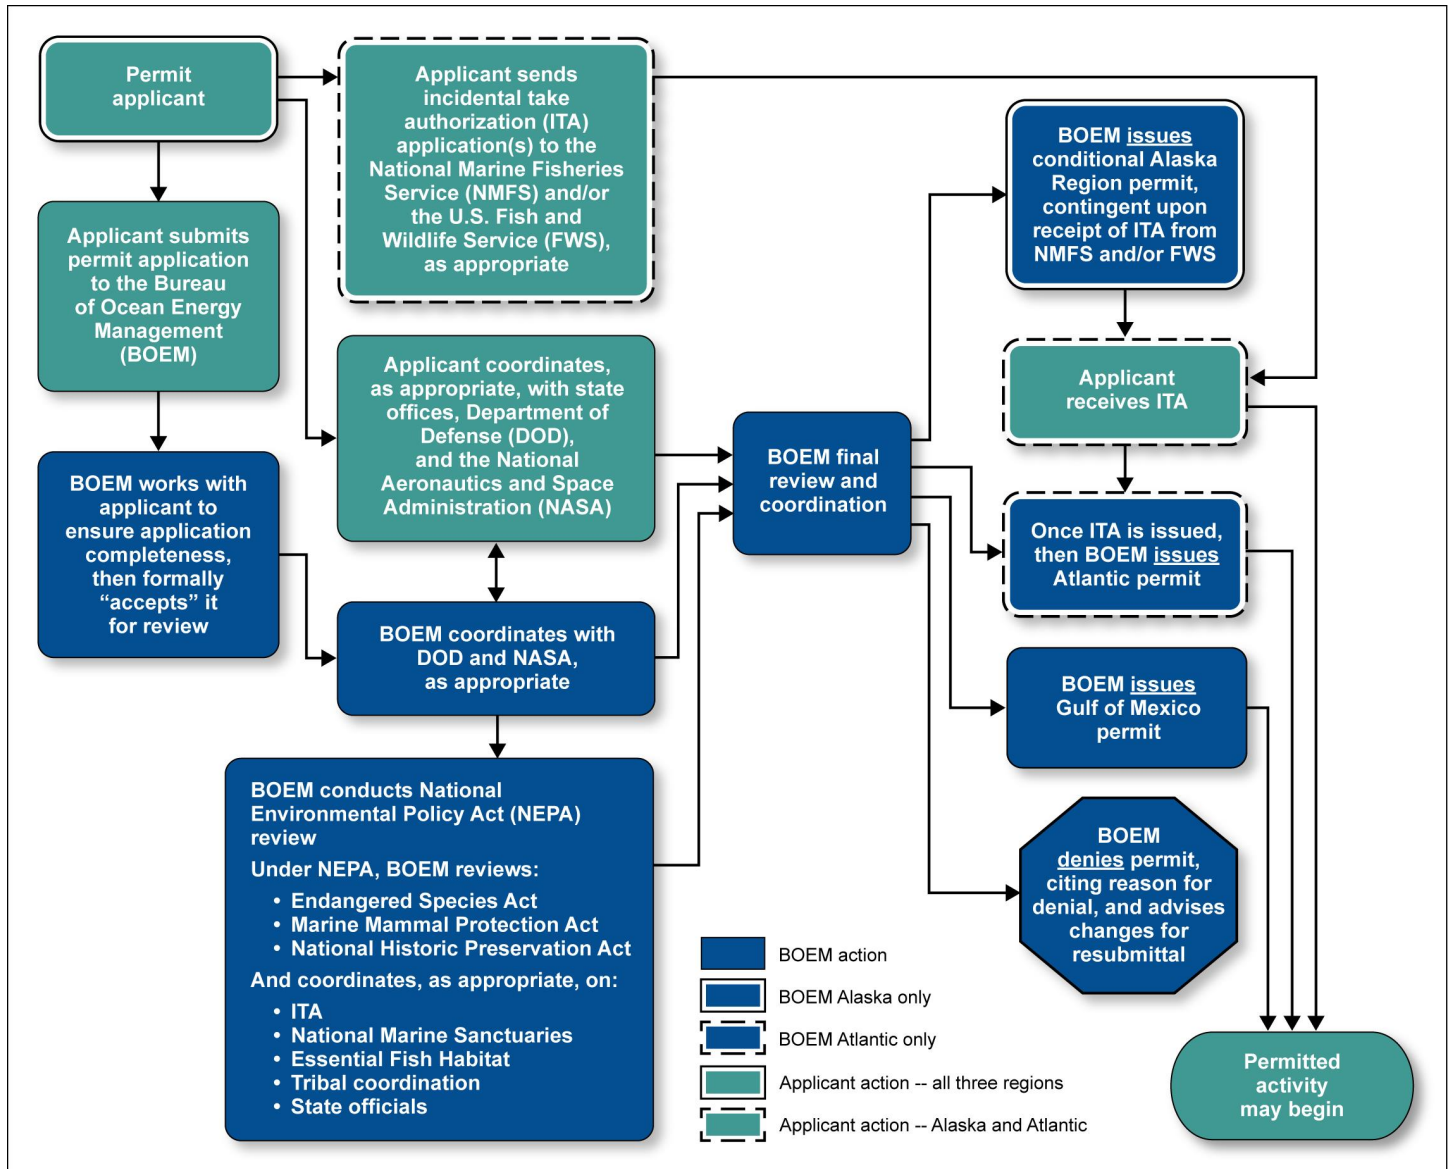 Permit
applicant
Applicant sends
incidental take
authorization (ITA)
application(s) to the
National Marine Fisheries
Service (NMFS) and/or
the U.S. Fish and
Wildlife Service (FWS),
as appropriate
Applicant submits
permit application
to the Bureau
of Ocean Energy
Management
(BOEM)
Applicant coordinates,
as appropriate, with state
offices, Department of
Defense (DOD),
and the National
Aeronautics and Space
Administration (NASA)
BOEM works with
applicant to
ensure application
completeness,
then formally
“accepts” it
for review
BOEM coordinates with
DOD and NASA,
as appropriate
BOEM conducts National
Environmental Policy Act (NEPA)
review
Under NEPA, BOEM reviews:
• Endangered Species Act
• Marine Mammal Protection Act
• National Historic Preservation Act
And coordinates, as appropriate, on:
• ITA
• National Marine Sanctuaries
• Essential Fish Habitat
• Tribal coordination
• State officials
BOEM final
review and
coordination
BOEM issues
conditional Alaska
Region permit,
contingent upon
receipt of ITA from
NMFS and/or FWS
Applicant
receives ITA
Once ITA is issued,
then BOEM issues
Atlantic permit
BOEM issues
Gulf of Mexico
permit
BOEM
denies permit,
citing reason for
denial, and advises
changes for
resubmittal
Permitted
activity
may begin
BOEM action
BOEM Alaska only
BOEM Atlantic only
Applicant action -- all three regions
Applicant action -- Alaska and Atlantic